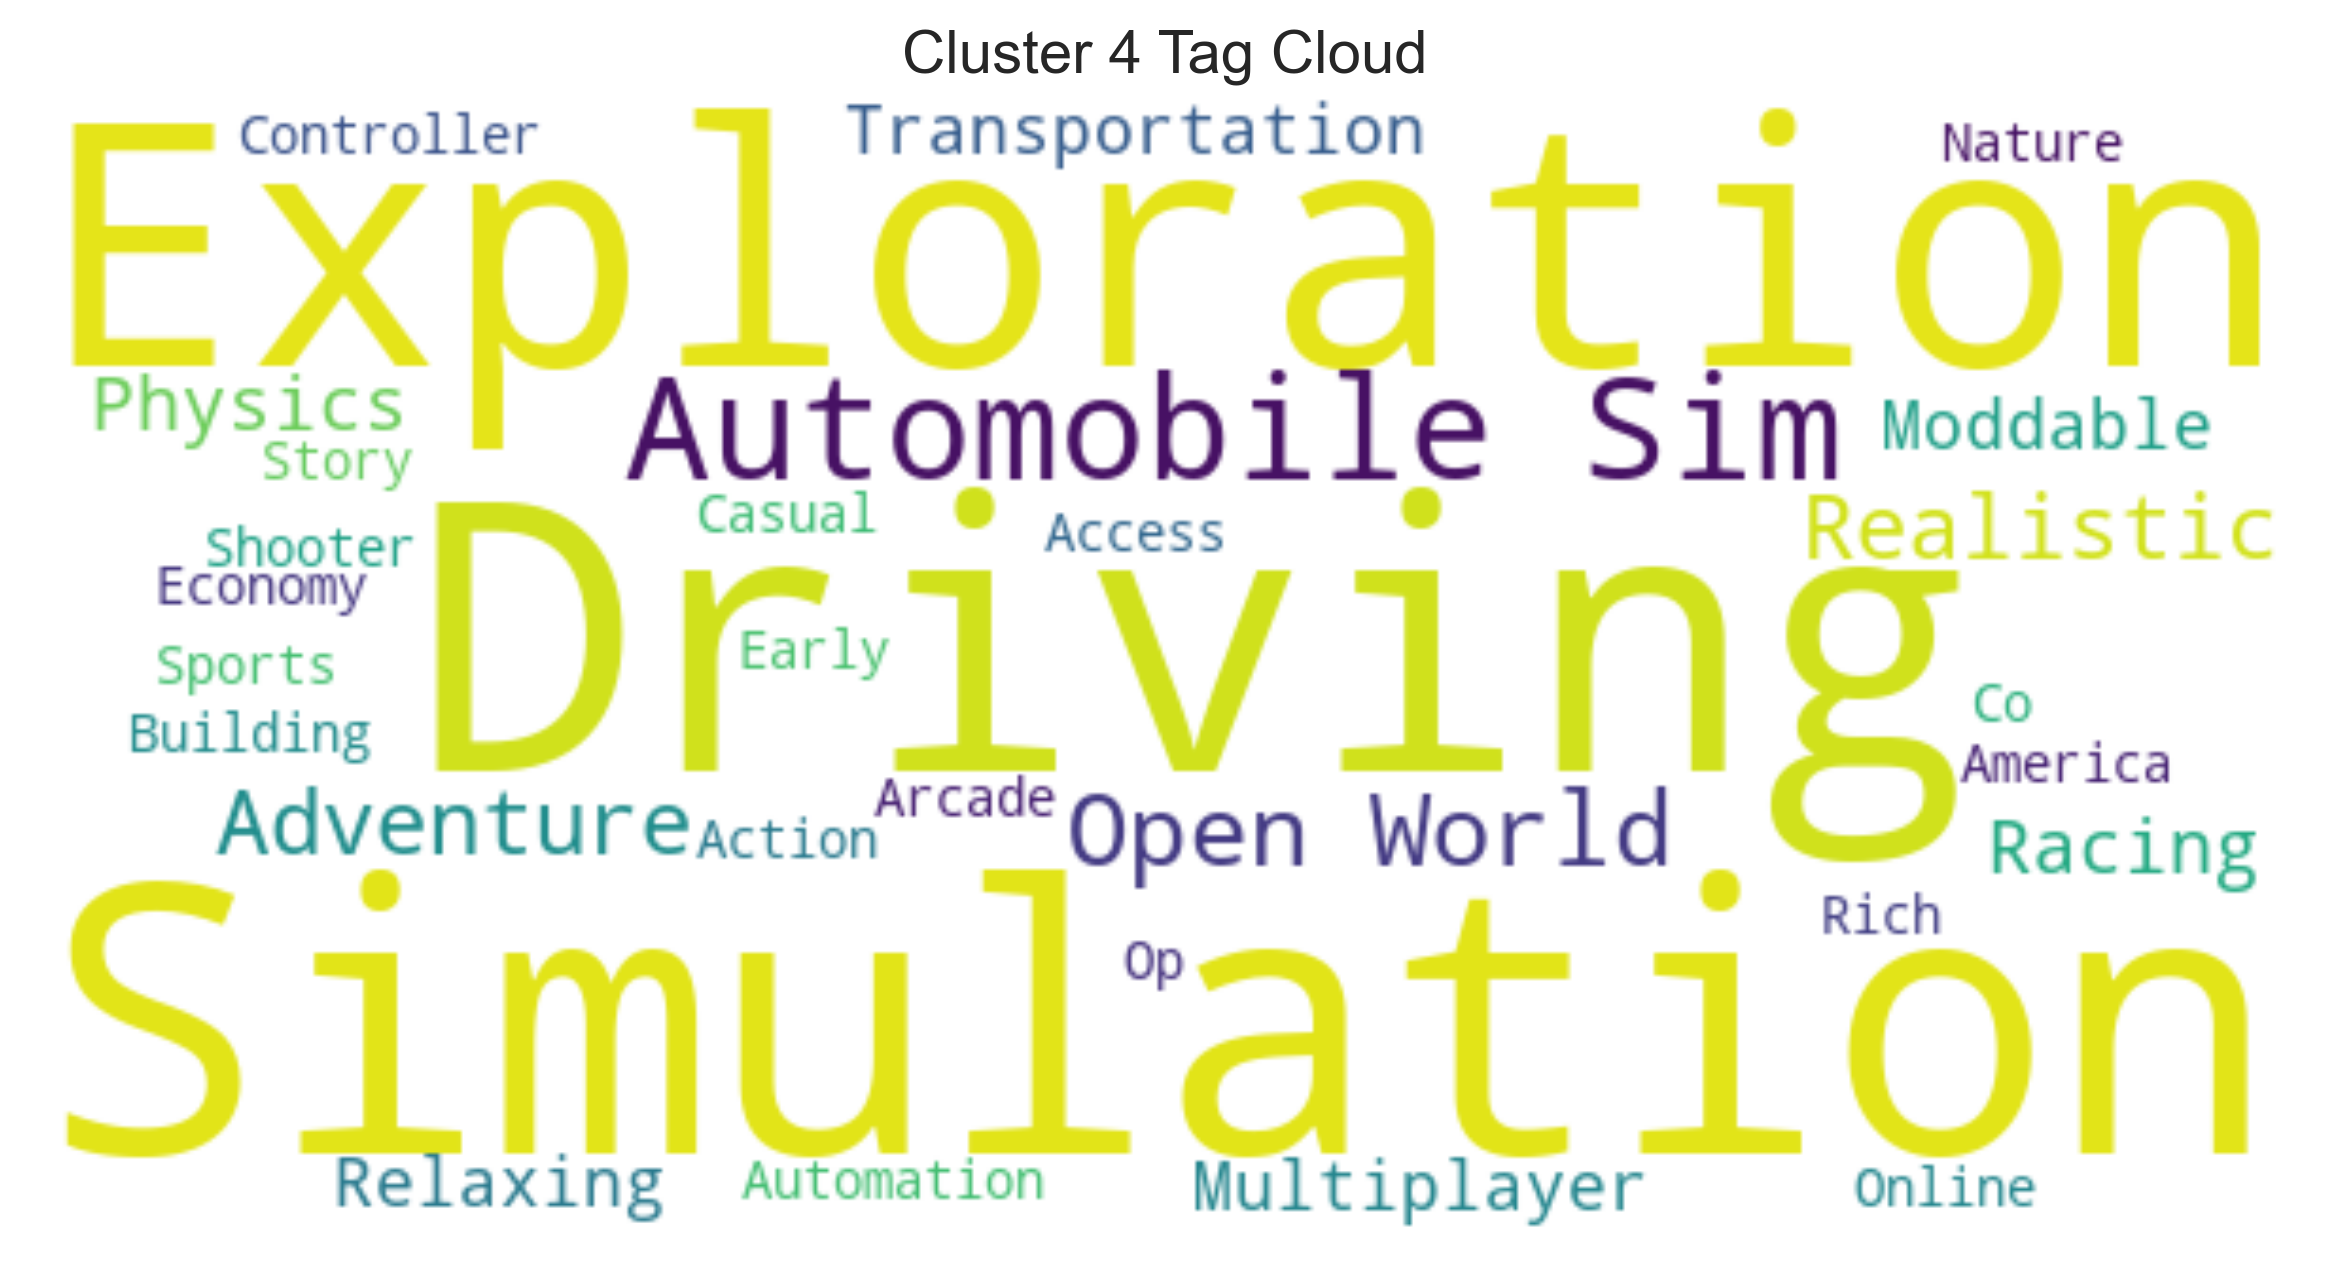 Cluster 4 Tag Cloud
Controller
Transportation
Nature
Exploration
Physics
Automobile Sim
Moddable
Story
Casual
Access
Realistic
Shooter
Economy
Driving
Early
Sports
Co
Building
America
Adventure
Action
Arcade
Open World
Racing
Rich
Op
Simulation
Relaxing
Automation
Multiplayer
Online